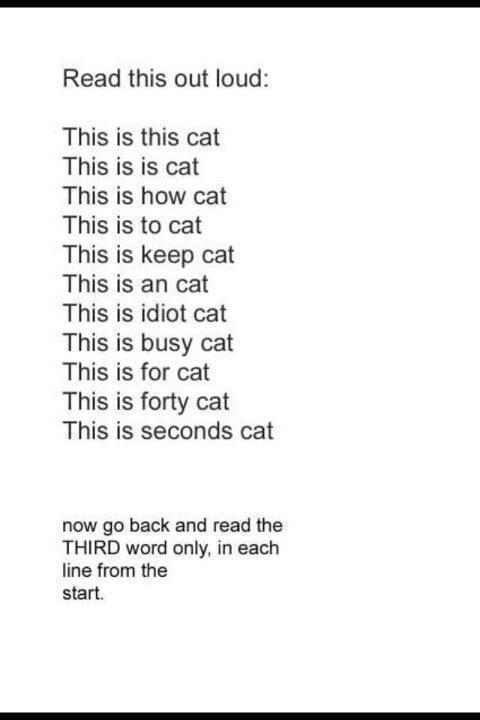 Read this out loud:
This is this cat
This is is cat
This is how cat
This is to cat
This is keep cat
This is an cat
This is idiot cat
This is busy cat
This is for cat
This is forty cat
This is seconds cat
now go back and read the
THIRD word only, in each
line from the
start.